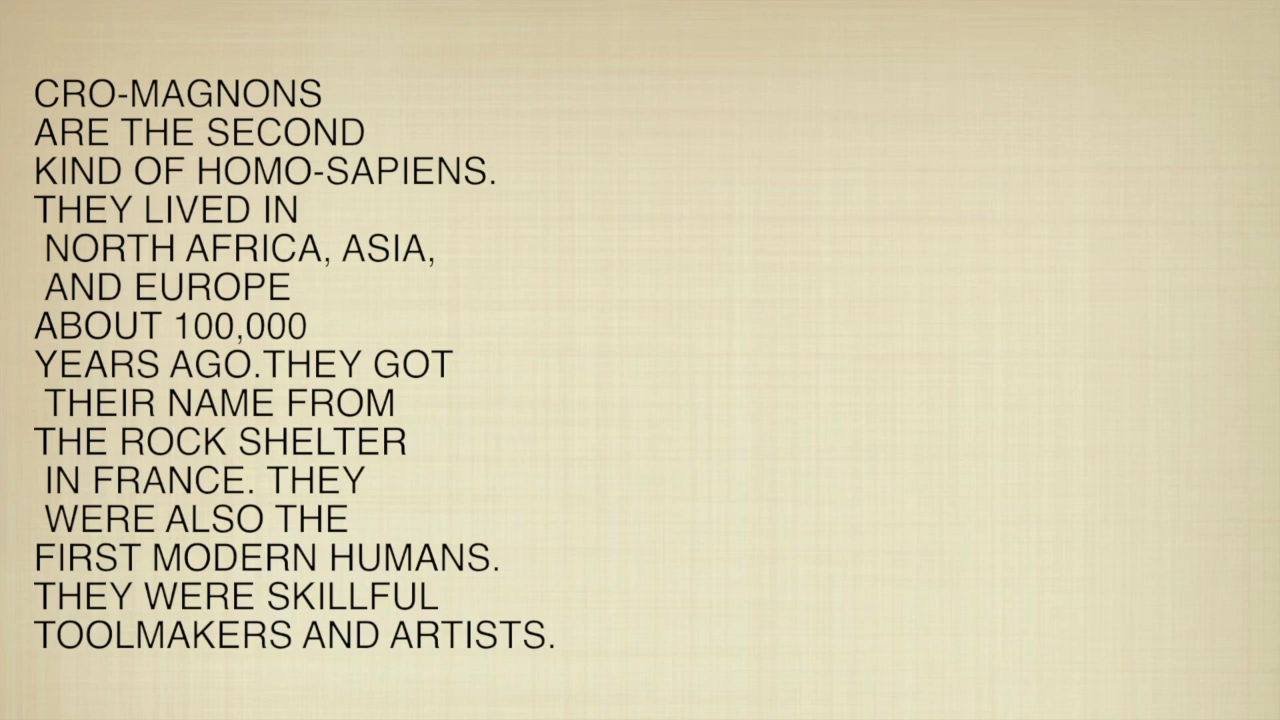 CRO-MAGNONS
ARE THE SECOND
KIND OF HOMO-SAPIENS.
THEY LIVED IN
NORTH AFRICA, ASIA,
AND EUROPE
ABOUT 100,000
YEARS AGO.THEY GOT
THEIR NAME FROM
THE ROCK SHELTER
IN FRANCE. THEY
WERE ALSO THE
FIRST MODERN HUMANS.
THEY WERE SKILLFUL
TOOLMAKERS AND ARTISTS.